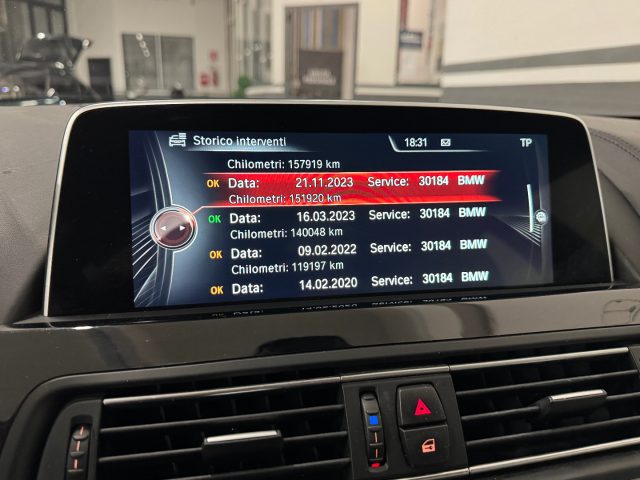 Storico interventi 18:31 TP
Chilometri: 157919 km
OK Data: 21.11.2023 Service: 30184 BMW
Chilometri: 151920 km
OK Data: 16.03.2023 Service: 30184 BMW
Chilometri: 140048 km
OK Data: 09.02.2022 Service: 30184 BMW
Chilometri: 119197 km
OK Data: 14.02.2020 Service: 30184 BMW